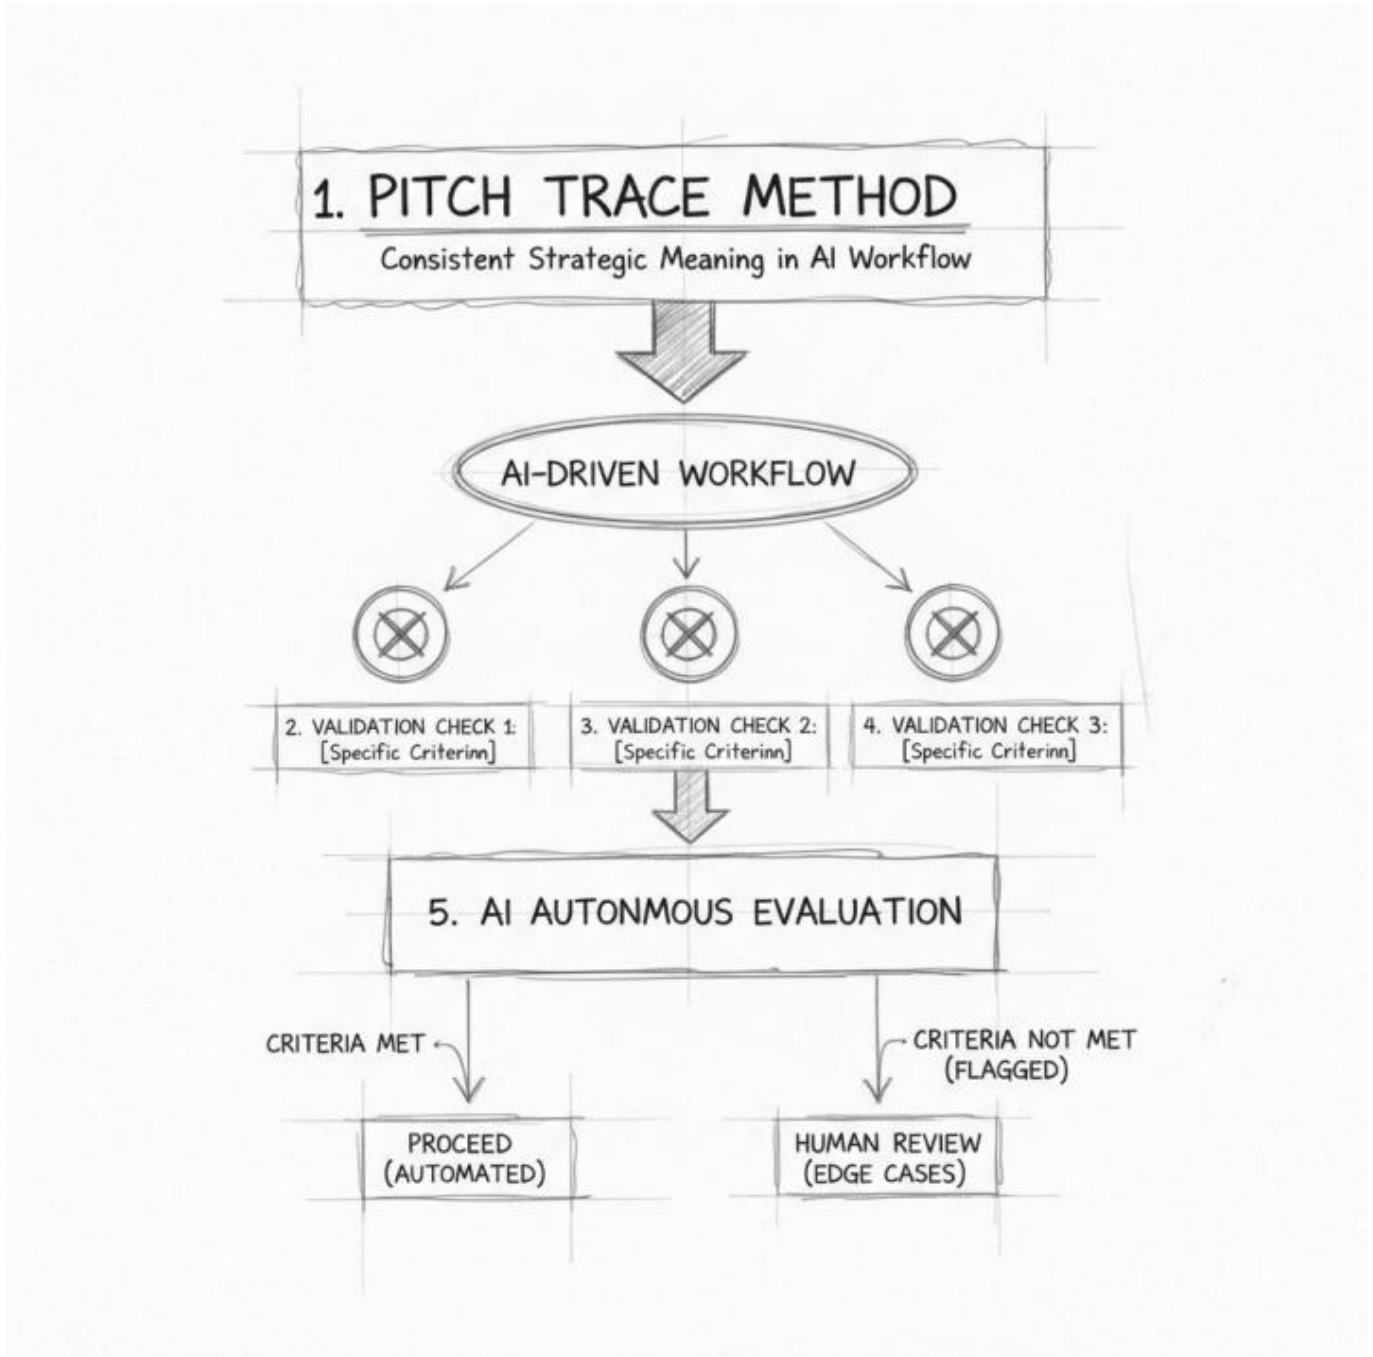 1. PITCH TRACE METHOD
Consistent Strategic Meaning in AI Workflow
AI-DRIVEN WORKFLOW
2. VALIDATION CHECK 1:
[Specific Criterinn]
3. VALIDATION CHECK 2:
[Specific Criterinn]
4. VALIDATION CHECK 3:
[Specific Criterinn]
5. AI AUTONMOUS EVALUATION
CRITERIA MET
CRITERIA NOT MET
(FLAGGED)
PROCEED
(AUTOMATED)
HUMAN REVIEW
(EDGE CASES)